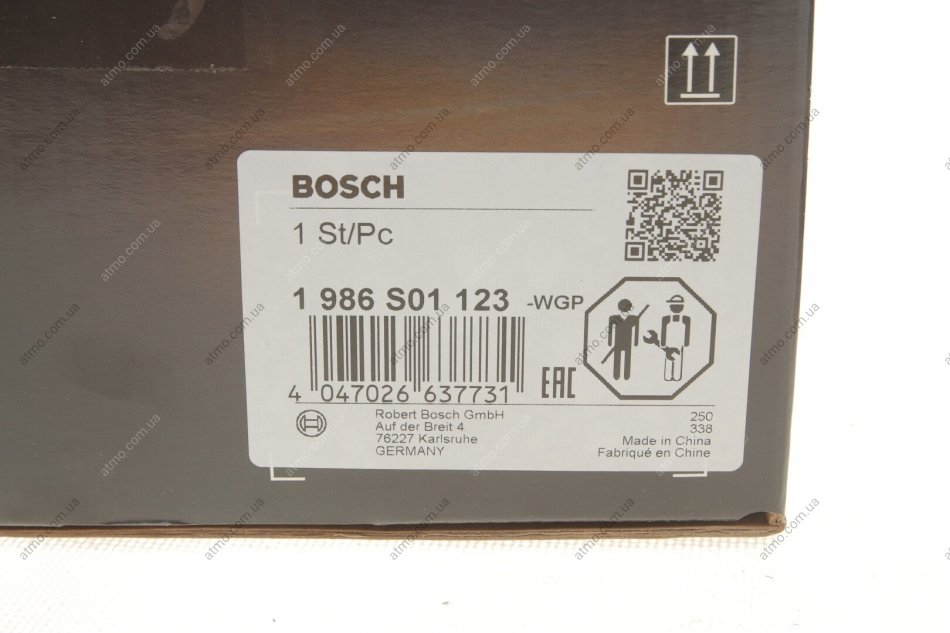 BOSCH
1 St/Pc
1 986 S01 123 -WGP
4 047026 637731
EAC
Robert Bosch GmbH
Auf der Breit 4
76227 Karlsruhe
GERMANY
250
338
Made in China
Fabriqué en Chine
atmo.com.ua